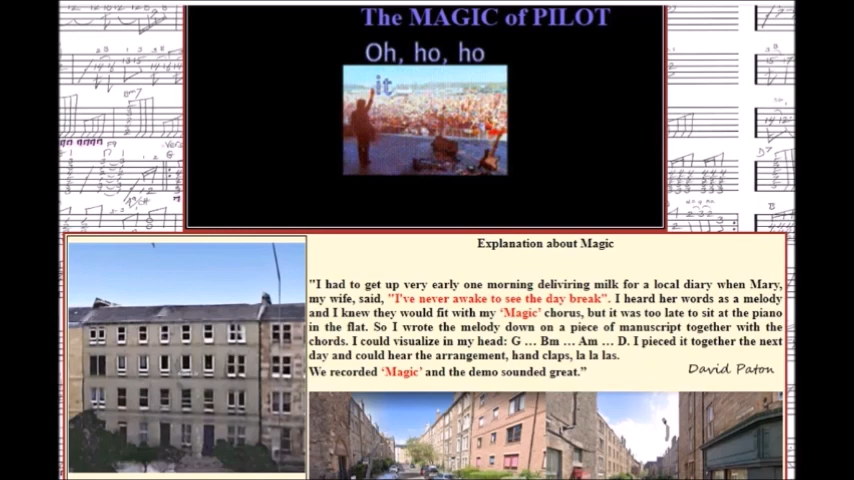 The MAGIC of PILOT
Oh, ho, ho
it
Explanation about Magic
"I had to get up very early one morning deliviring milk for a local diary when Mary,
my wife, said, "I've never awake to see the day break". I heard her words as a melody
and I knew they would fit with my ‘Magic’ chorus, but it was too late to sit at the piano
in the flat. So I wrote the melody down on a piece of manuscript together with the
chords. I could visualize in my head: G ... Bm ... Am ... D. I pieced it together the next
day and could hear the arrangement, hand claps, la la las.
We recorded ‘Magic’ and the demo sounded great.”
David Paton